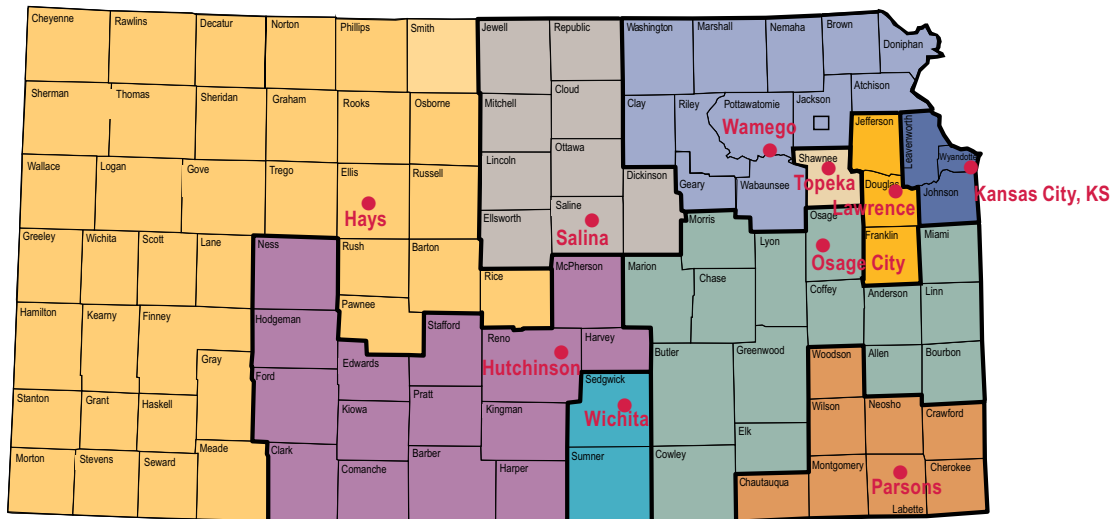 Cheyenne
Rawlins
Decatur
Norton
Phillips
Smith
Jewell
Republic
Washington
Marshall
Nemaha
Brown
Doniphan
Sherman
Thomas
Sheridan
Graham
Rooks
Osborne
Mitchell
Cloud
Clay
Riley
Pottawatomie
Jackson
Atchison
Wamego
Jefferson
Leavenworth
Wyandotte
Wallace
Logan
Gove
Trego
Ellis
Russell
Lincoln
Ottawa
Dickinson
Geary
Wabaunsee
Shawnee
Topeka
Douglas
Lawrence
Johnson
Kansas City, KS
Hays
Ellsworth
Saline
Salina
Morris
Lyon
Osage
Osage City
Franklin
Miami
Greeley
Wichita
Scott
Lane
Ness
Rush
Barton
Rice
McPherson
Marion
Chase
Coffey
Anderson
Linn
Hamilton
Kearny
Finney
Hodgeman
Pawnee
Stafford
Reno
Harvey
Hutchinson
Gray
Ford
Edwards
Butler
Greenwood
Woodson
Allen
Bourbon
Stanton
Grant
Haskell
Kiowa
Pratt
Kingman
Sedgwick
Wichita
Elk
Wilson
Neosho
Crawford
Morton
Stevens
Seward
Meade
Clark
Comanche
Barber
Harper
Sumner
Cowley
Chautauqua
Montgomery
Parsons
Labette
Cherokee